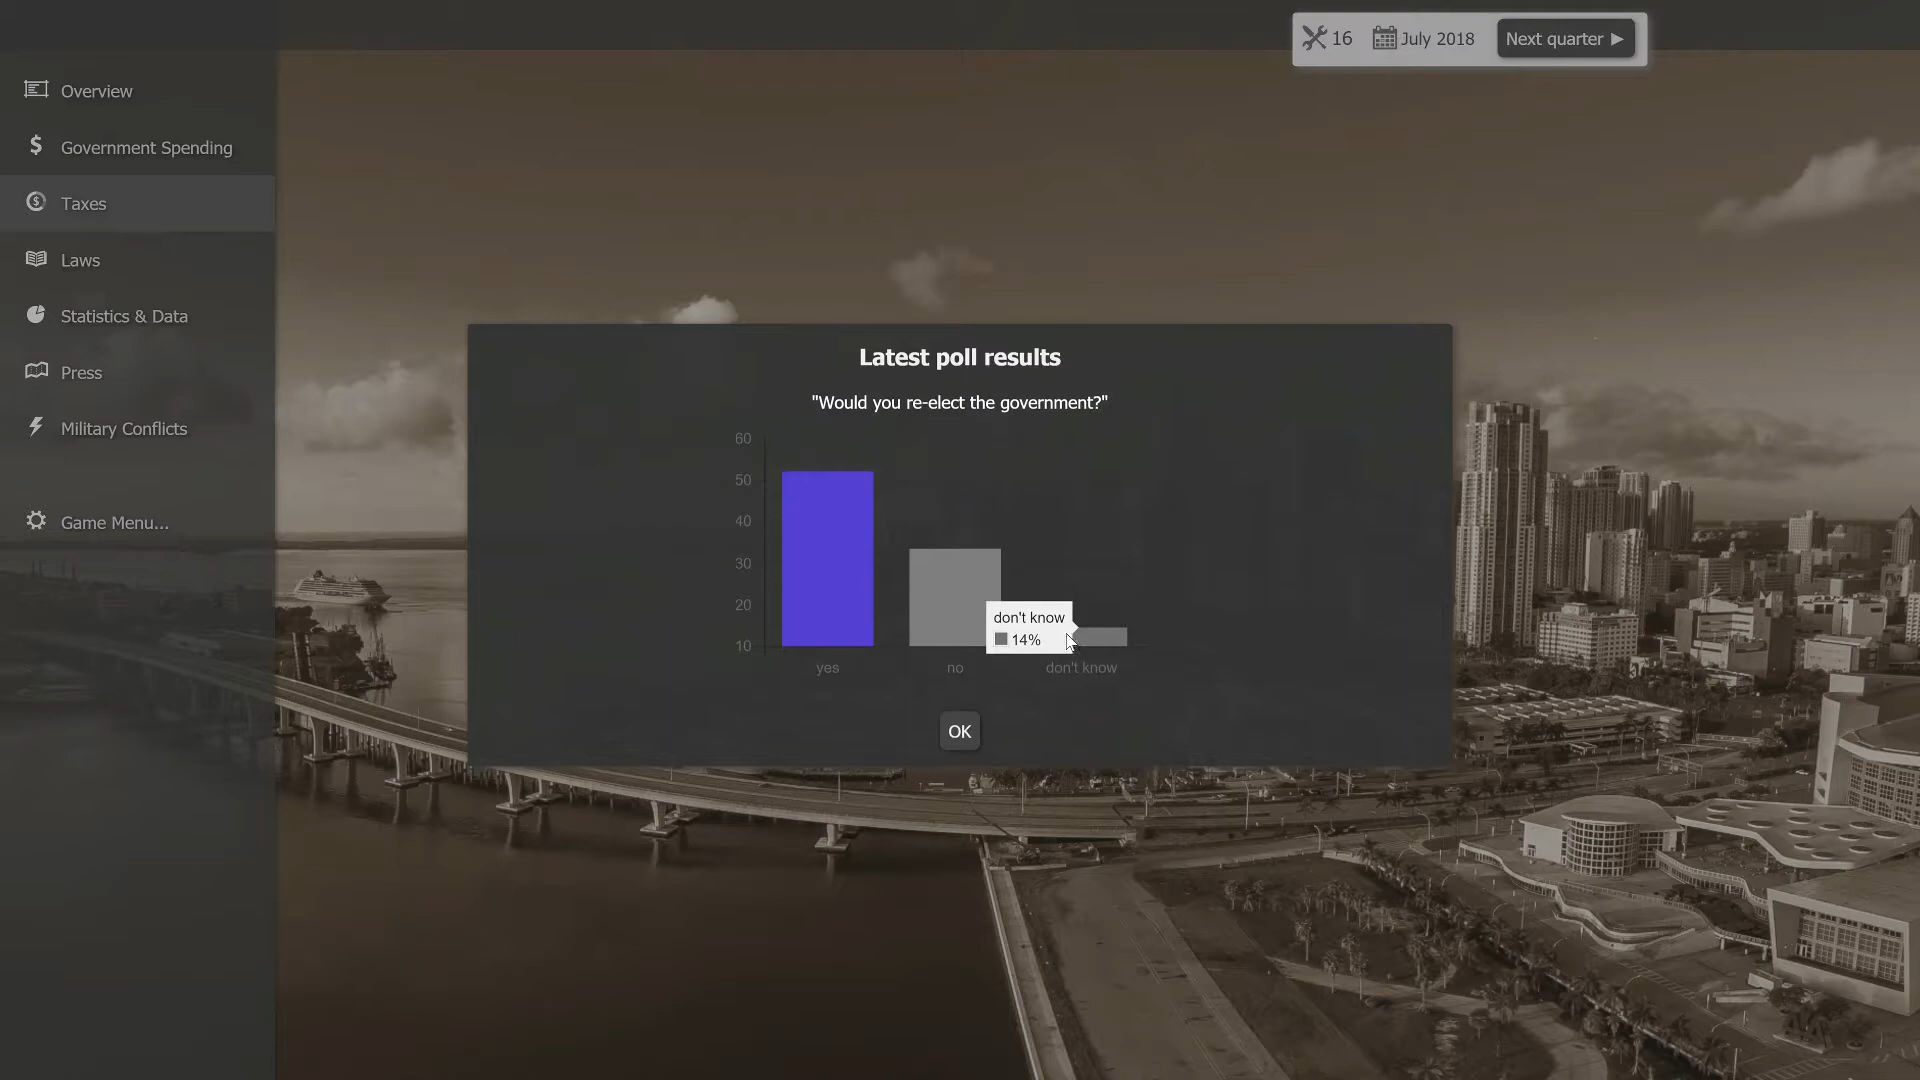 16
July 2018
Next quarter ▶
Overview
Government Spending
Taxes
Laws
Statistics & Data
Press
Military Conflicts
Game Menu...
Latest poll results
"Would you re-elect the government?"
60
50
40
30
20
10
yes
no
don't know
don't know
14%
OK